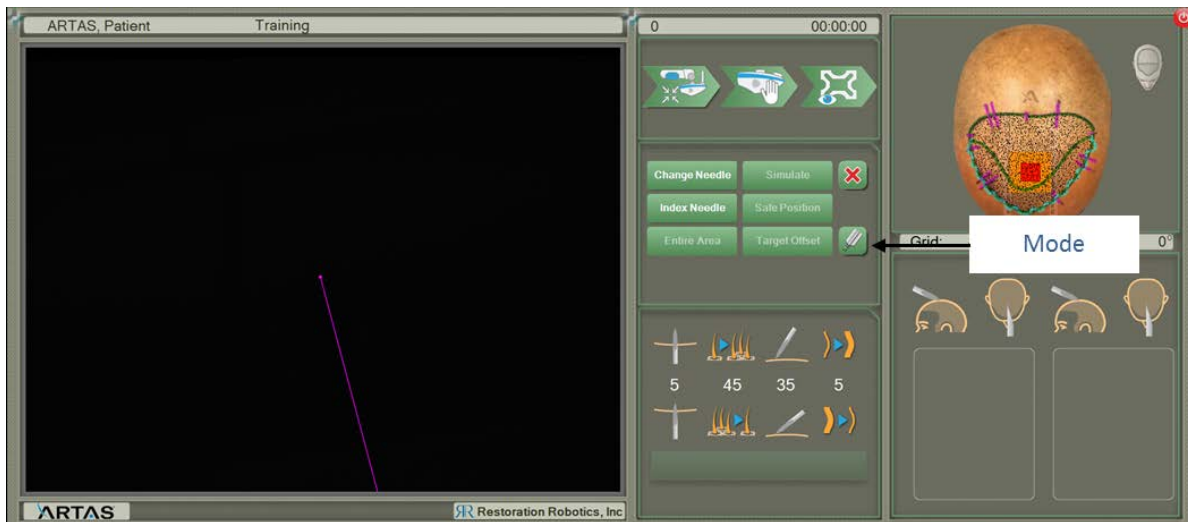 ARTAS, Patient Training
0 00:00:00
Change Needle Simulate
Index Needle Safe Position
Entire Area Target Offset
Mode
Grid: 0°
5 45 35 5
A
ARTAS
RR Restoration Robotics, Inc